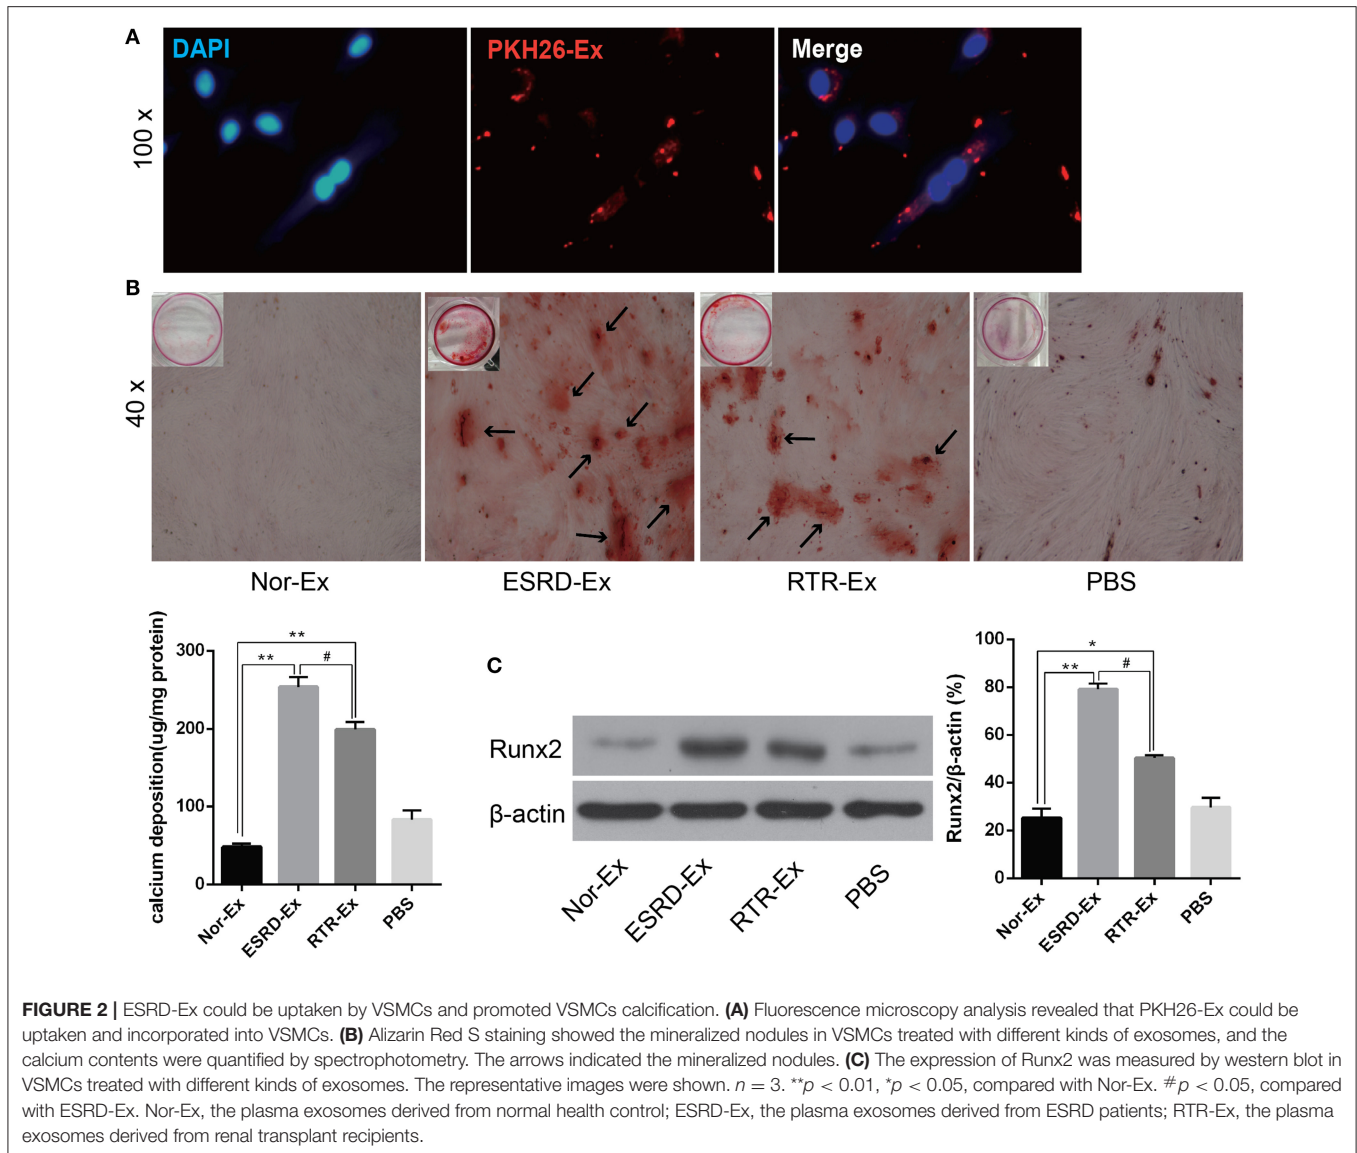 A
DAPI
PKH26-Ex
Merge
100 x
B
40 x
Nor-Ex
ESRD-Ex
RTR-Ex
PBS
calcium deposition(ug/mg protein)
300
200
100
0
**
**
#
Nor-Ex
ESRD-Ex
RTR-Ex
PBS
C
Runx2
β-actin
Nor-Ex
ESRD-Ex
RTR-Ex
PBS
Runx2/β-actin (%)
100
80
60
40
20
0
*
**
#
Nor-Ex
ESRD-Ex
RTR-Ex
PBS
FIGURE 2 | ESRD-Ex could be uptaken by VSMCs and promoted VSMCs calcification. (A) Fluorescence microscopy analysis revealed that PKH26-Ex could be
uptaken and incorporated into VSMCs. (B) Alizarin Red S staining showed the mineralized nodules in VSMCs treated with different kinds of exosomes, and the
calcium contents were quantified by spectrophotometry. The arrows indicated the mineralized nodules. (C) The expression of Runx2 was measured by western blot in
VSMCs treated with different kinds of exosomes. The representative images were shown. n = 3. **p < 0.01, *p < 0.05, compared with Nor-Ex. #p < 0.05, compared
with ESRD-Ex. Nor-Ex, the plasma exosomes derived from normal health control; ESRD-Ex, the plasma exosomes derived from ESRD patients; RTR-Ex, the plasma
exosomes derived from renal transplant recipients.